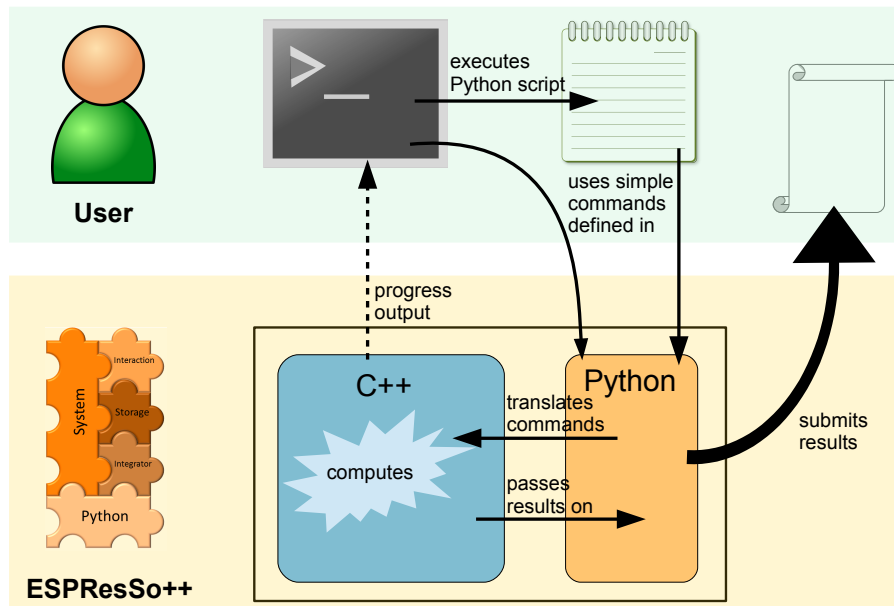 >_
executes
Python script
uses simple
commands
defined in
User
progress
output
C++
Python
translates
commands
computes
passes
results on
submits
results
System
Interaction
Storage
Integrator
Python
ESPResSo++